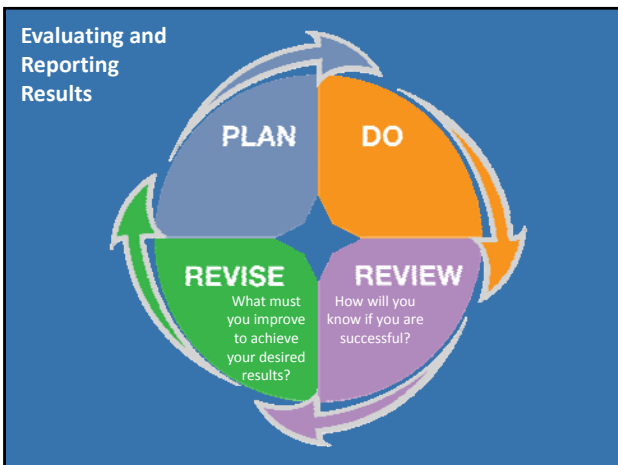 Evaluating and
Reporting
Results
PLAN
DO
REVISE
What must
you improve
to achieve
your desired
results?
REVIEW
How will you
know if you are
successful?